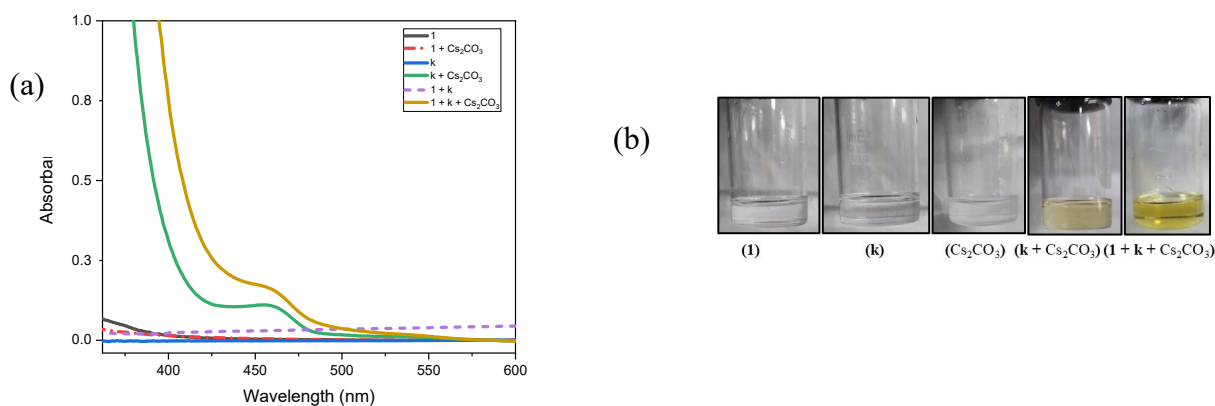 (a)
Absorbal
1.0
0.8
0.5
0.3
0.0
400
450
500
550
600
Wavelength (nm)
1
1 + Cs₂CO₃
k
k + Cs₂CO₃
1 + k
1 + k + Cs₂CO₃
(b)
(1) (k) (Cs₂CO₃) (k + Cs₂CO₃) (1 + k + Cs₂CO₃)